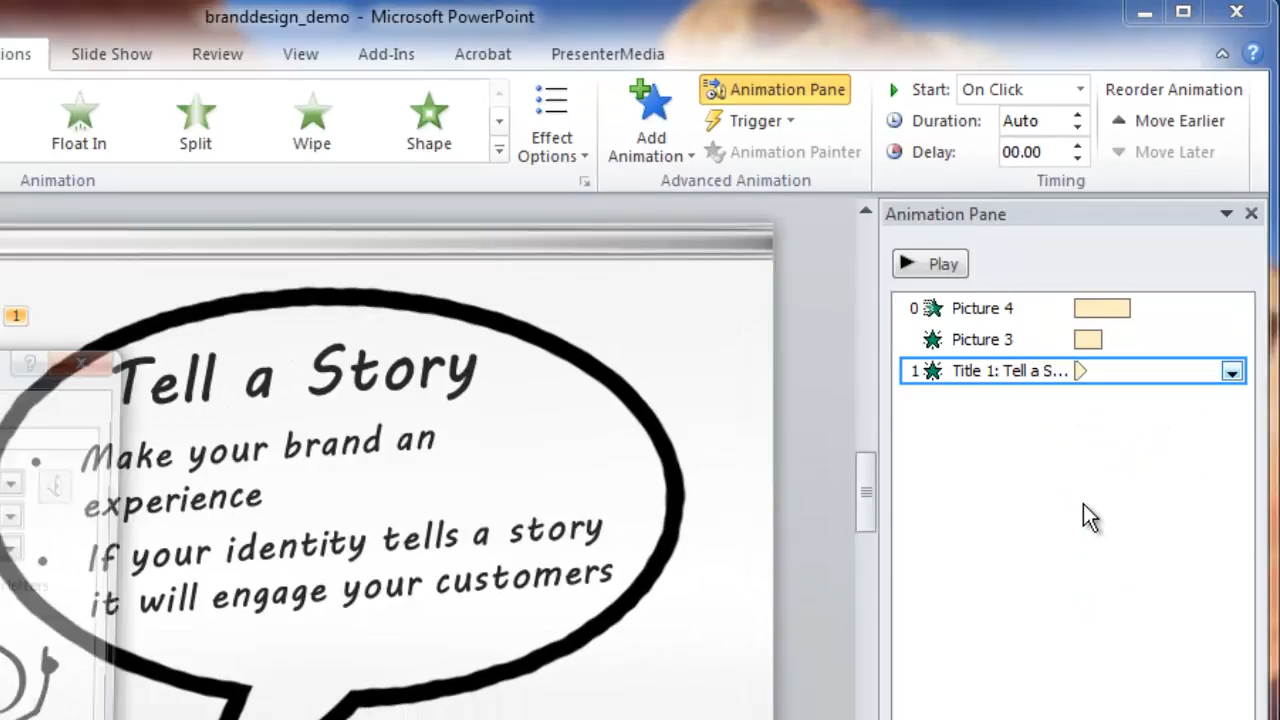 branddesign_demo - Microsoft PowerPoint
ions Slide Show Review View Add-Ins Acrobat PresenterMedia
Float In Split Wipe Shape
Effect Options
Add Animation
Animation Pane
Trigger
Animation Painter
Start: On Click
Duration: Auto
Delay: 00.00
Reorder Animation
Move Earlier
Move Later
Animation Advanced Animation Timing
Animation Pane
Play
0 Picture 4
Picture 3
1 Title 1: Tell a S...
1
Tell a Story
• Make your brand an
experience
• If your identity tells a story
it will engage your customers